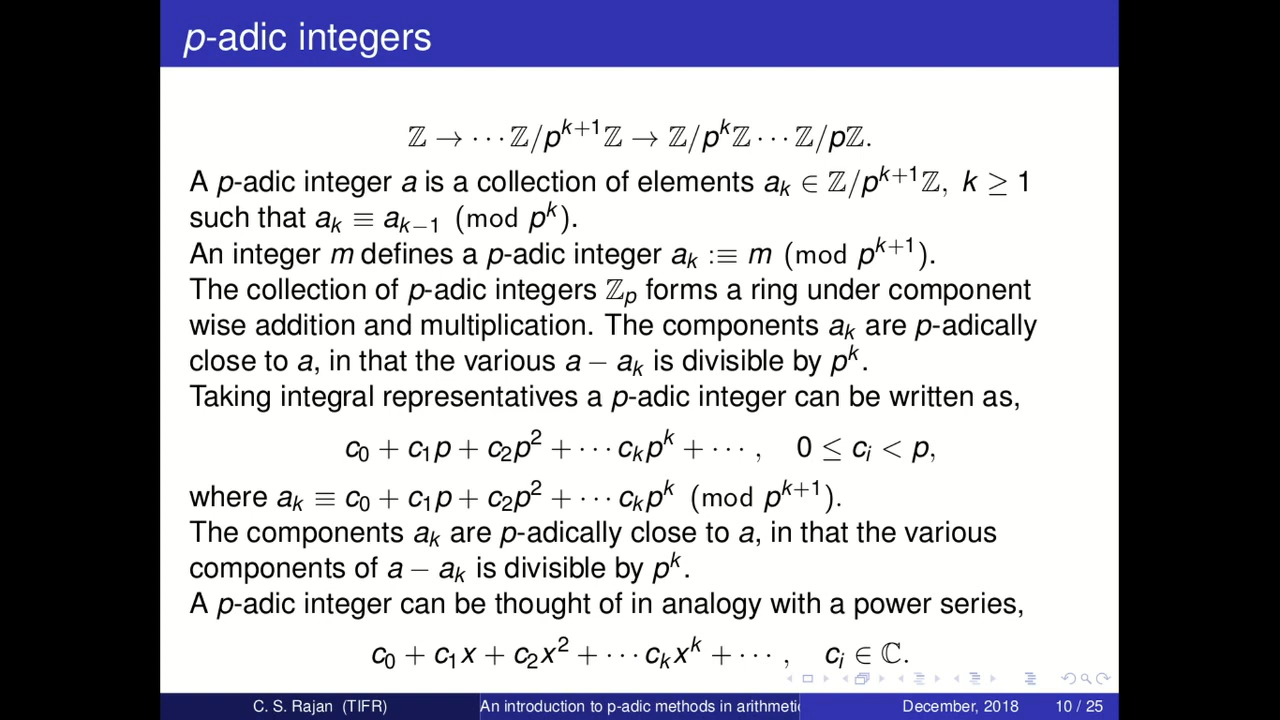 p-adic integers
ℤ → ⋯ ℤ/p^{k+1}ℤ → ℤ/p^kℤ ⋯ ℤ/pℤ.
A p-adic integer a is a collection of elements a_k ∈ ℤ/p^{k+1}ℤ, k ≥ 1
such that a_k ≡ a_{k−1} (mod p^k).
An integer m defines a p-adic integer a_k :≡ m (mod p^{k+1}).
The collection of p-adic integers ℤ_p forms a ring under component
wise addition and multiplication. The components a_k are p-adically
close to a, in that the various a − a_k is divisible by p^k.
Taking integral representatives a p-adic integer can be written as,
c_0 + c_1p + c_2p^2 + ⋯ c_kp^k + ⋯ , 0 ≤ c_i < p,
where a_k ≡ c_0 + c_1p + c_2p^2 + ⋯ c_kp^k (mod p^{k+1}).
The components a_k are p-adically close to a, in that the various
components of a − a_k is divisible by p^k.
A p-adic integer can be thought of in analogy with a power series,
c_0 + c_1x + c_2x^2 + ⋯ c_kx^k + ⋯ , c_i ∈ ℂ.
C. S. Rajan (TIFR) An introduction to p-adic methods in arithmetic December, 2018 10 / 25